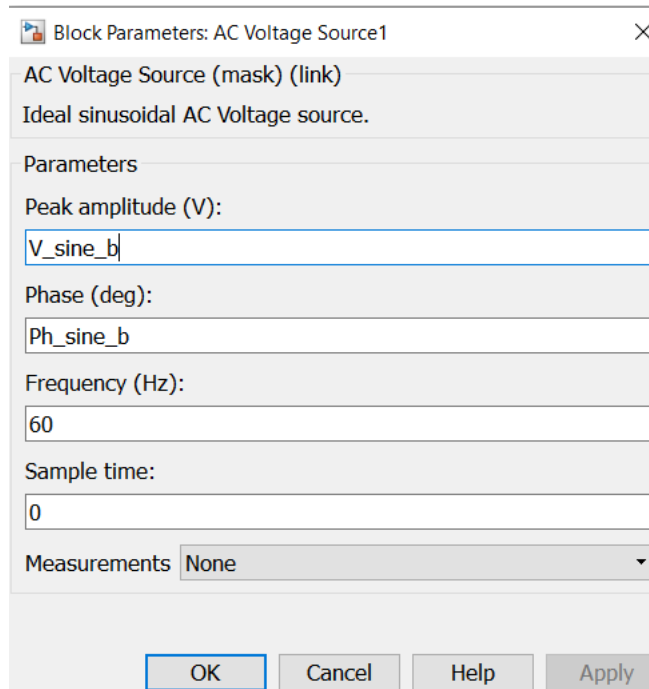 Block Parameters: AC Voltage Source1
AC Voltage Source (mask) (link)
Ideal sinusoidal AC Voltage source.
Parameters
Peak amplitude (V):
V_sine_b
Phase (deg):
Ph_sine_b
Frequency (Hz):
60
Sample time:
0
Measurements None
OK Cancel Help Apply